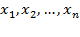 x₁, x₂, …, xₙ